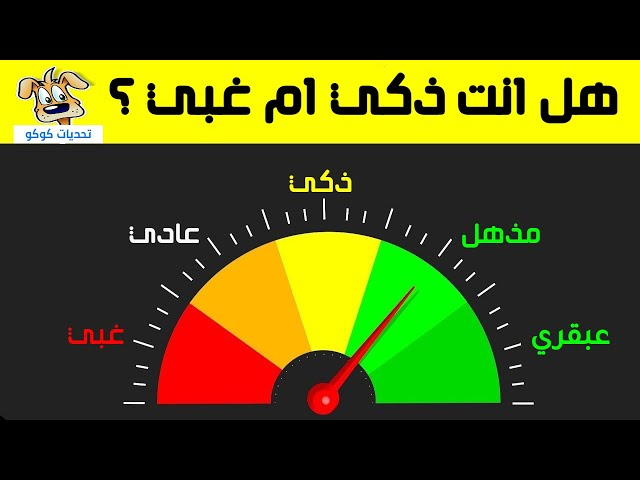 هل انت ذكي ام غبي ؟
تحديات كوكو
ذكي
مذهل
عادي
عبقري
غبي